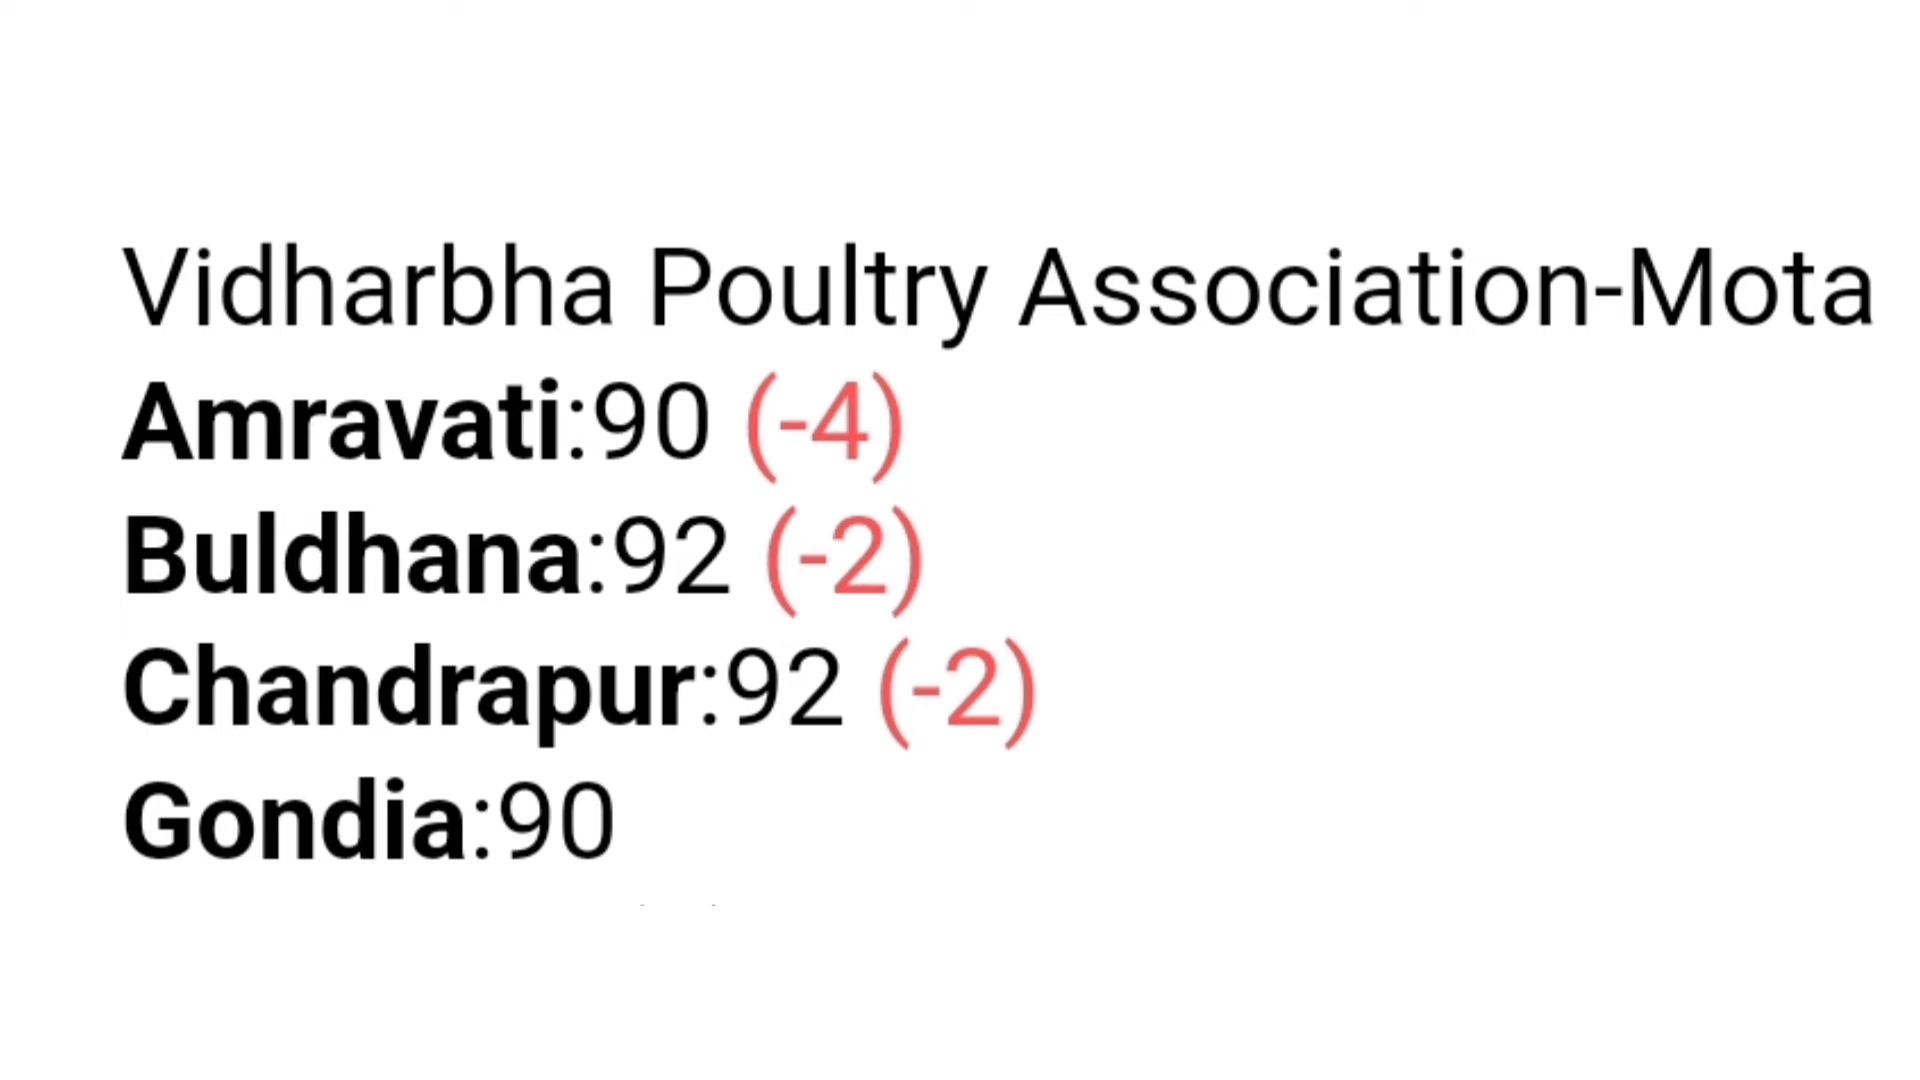 Vidharbha Poultry Association-Mota
Amravati:90 (-4)
Buldhana:92 (-2)
Chandrapur:92 (-2)
Gondia:90